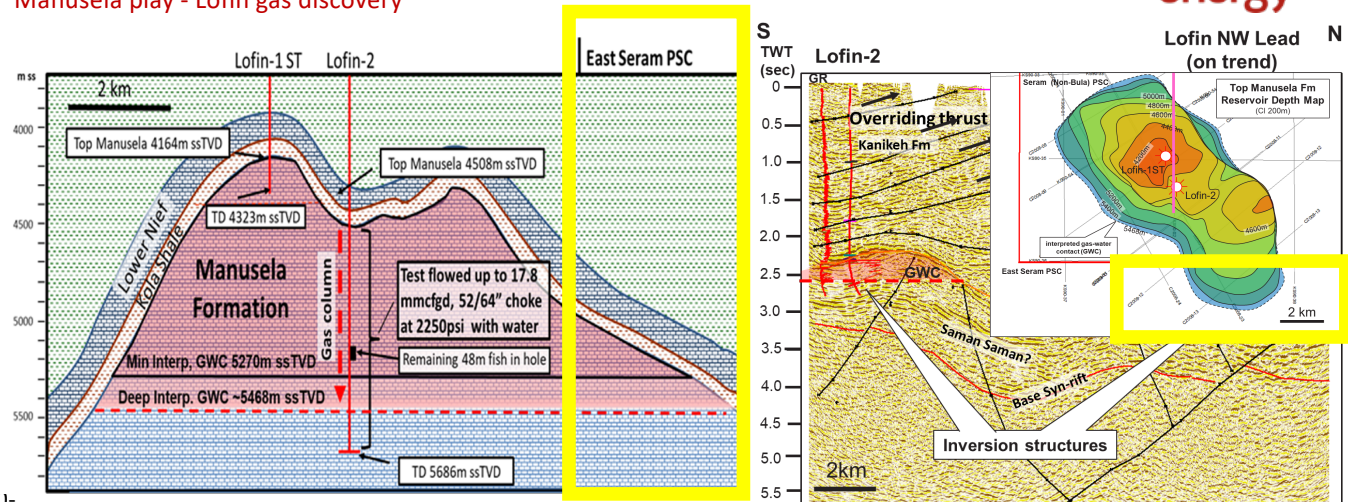 Manusela play - Lofin gas discovery
energy
Lofin-1 ST
Lofin-2
East Seram PSC
m ss
2 km
4000
4500
5000
5500
Top Manusela 4164m ssTVD
Top Manusela 4508m ssTVD
TD 4323m ssTVD
Lower Nief
Kola Shale
Manusela
Formation
Gas column
Test flowed up to 17.8
mmcfgd, 52/64” choke
at 2250psi with water
Remaining 48m fish in hole
Min Interp, GWC 5270m ssTVD
Deep Interp. GWC ~5468m ssTVD
TD 5686m ssTVD
S
N
TWT
(sec)
Lofin-2
GR
Lofin NW Lead
(on trend)
0
0.5
1.0
1.5
2.0
2.5
3.0
3.5
4.0
4.5
5.0
5.5
Overriding thrust
Kanikeh Fm
GWC
Saman Saman?
Base Syn-rift
Inversion structures
2km
Seram (Non-Bula) PSC
Top Manusela Fm
Reservoir Depth Map
(CI 200m)
5000m
4800m
4600m
4200m
Lofin-1ST
Lofin-2
4600m
5468m
interpreted gas-water
contact (GWC)
East Seram PSC
2 km